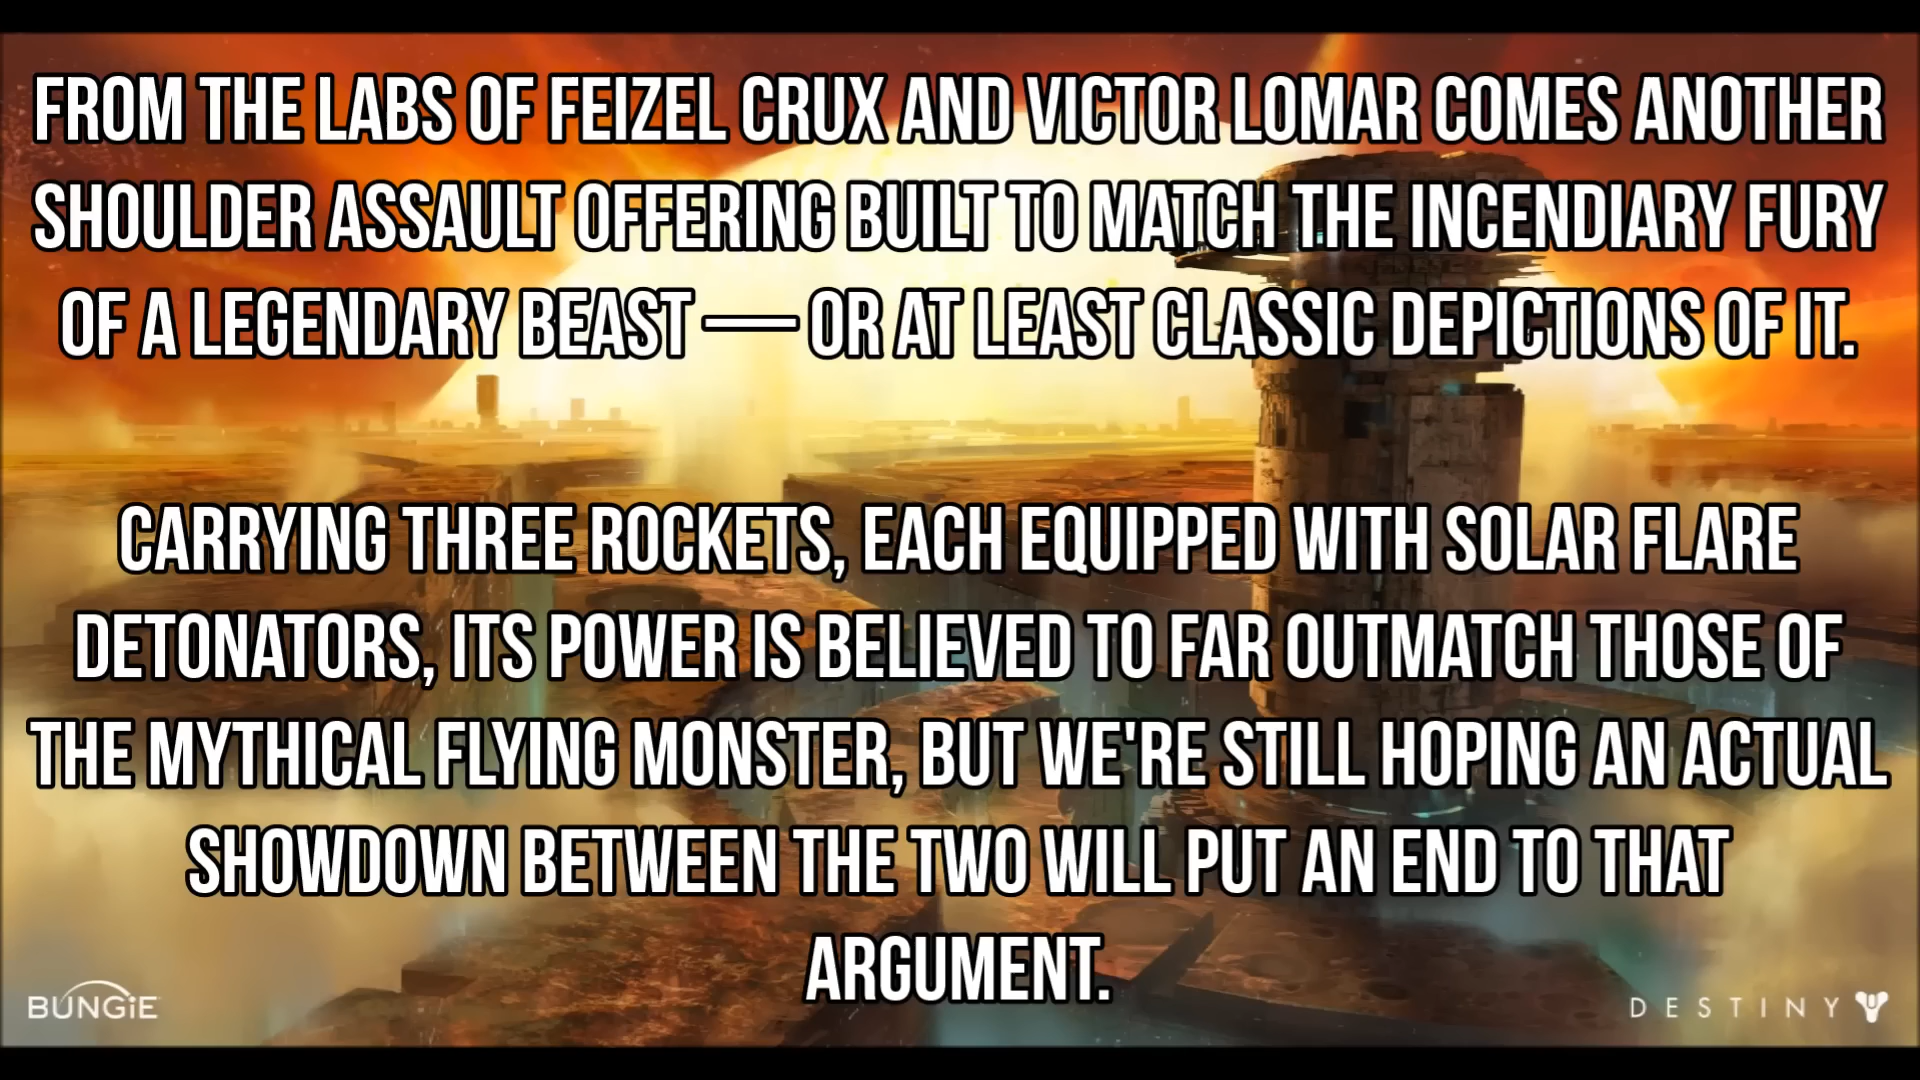 FROM THE LABS OF FEIZEL CRUX AND VICTOR LOMAR COMES ANOTHER
SHOULDER ASSAULT OFFERING BUILT TO MATCH THE INCENDIARY FURY
OF A LEGENDARY BEAST — OR AT LEAST CLASSIC DEPICTIONS OF IT.
CARRYING THREE ROCKETS, EACH EQUIPPED WITH SOLAR FLARE
DETONATORS, ITS POWER IS BELIEVED TO FAR OUTMATCH THOSE OF
THE MYTHICAL FLYING MONSTER, BUT WE'RE STILL HOPING AN ACTUAL
SHOWDOWN BETWEEN THE TWO WILL PUT AN END TO THAT
ARGUMENT.
BUNGiE
DESTINY